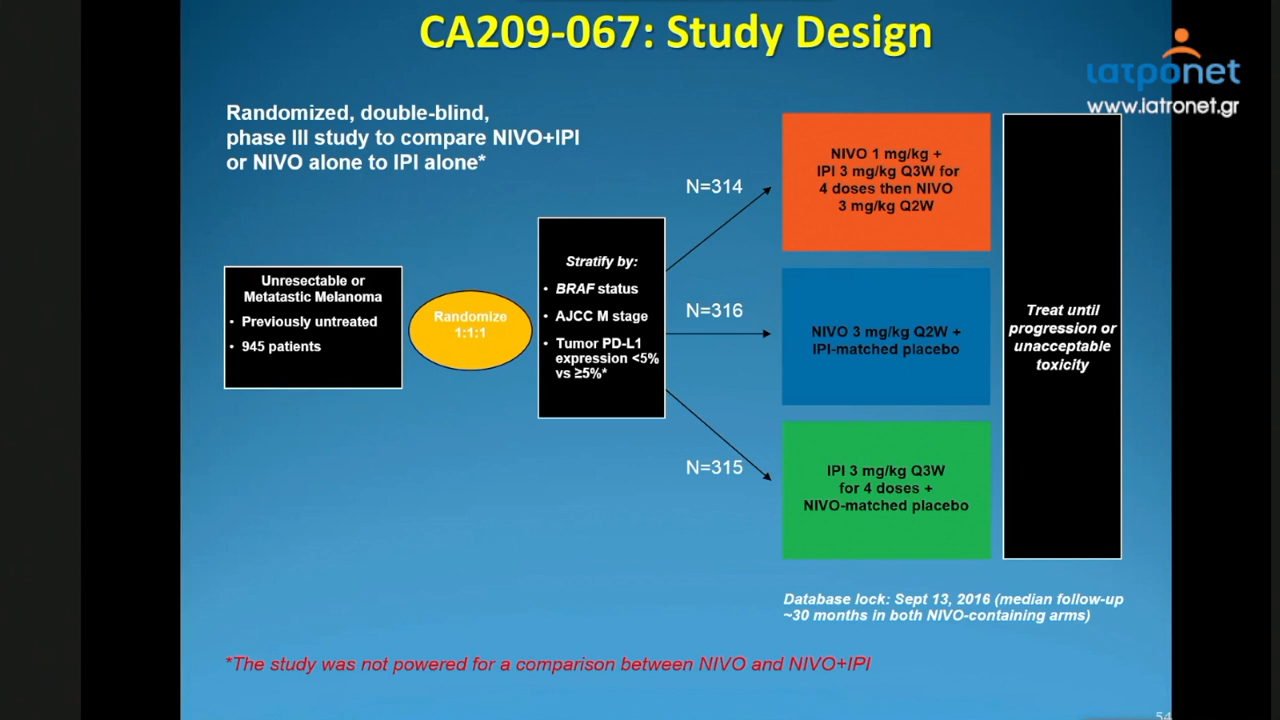 CA209-067: Study Design
ιατρonet
www.iatronet.gr
Randomized, double-blind,
phase III study to compare NIVO+IPI
or NIVO alone to IPI alone*
Unresectable or
Metatastic Melanoma
• Previously untreated
• 945 patients
Randomize
1:1:1
Stratify by:
• BRAF status
• AJCC M stage
• Tumor PD-L1
expression <5%
vs ≥5%*
N=314
N=316
N=315
NIVO 1 mg/kg +
IPI 3 mg/kg Q3W for
4 doses then NIVO
3 mg/kg Q2W
NIVO 3 mg/kg Q2W +
IPI-matched placebo
IPI 3 mg/kg Q3W
for 4 doses +
NIVO-matched placebo
Treat until
progression or
unacceptable
toxicity
Database lock: Sept 13, 2016 (median follow-up
~30 months in both NIVO-containing arms)
*The study was not powered for a comparison between NIVO and NIVO+IPI
54